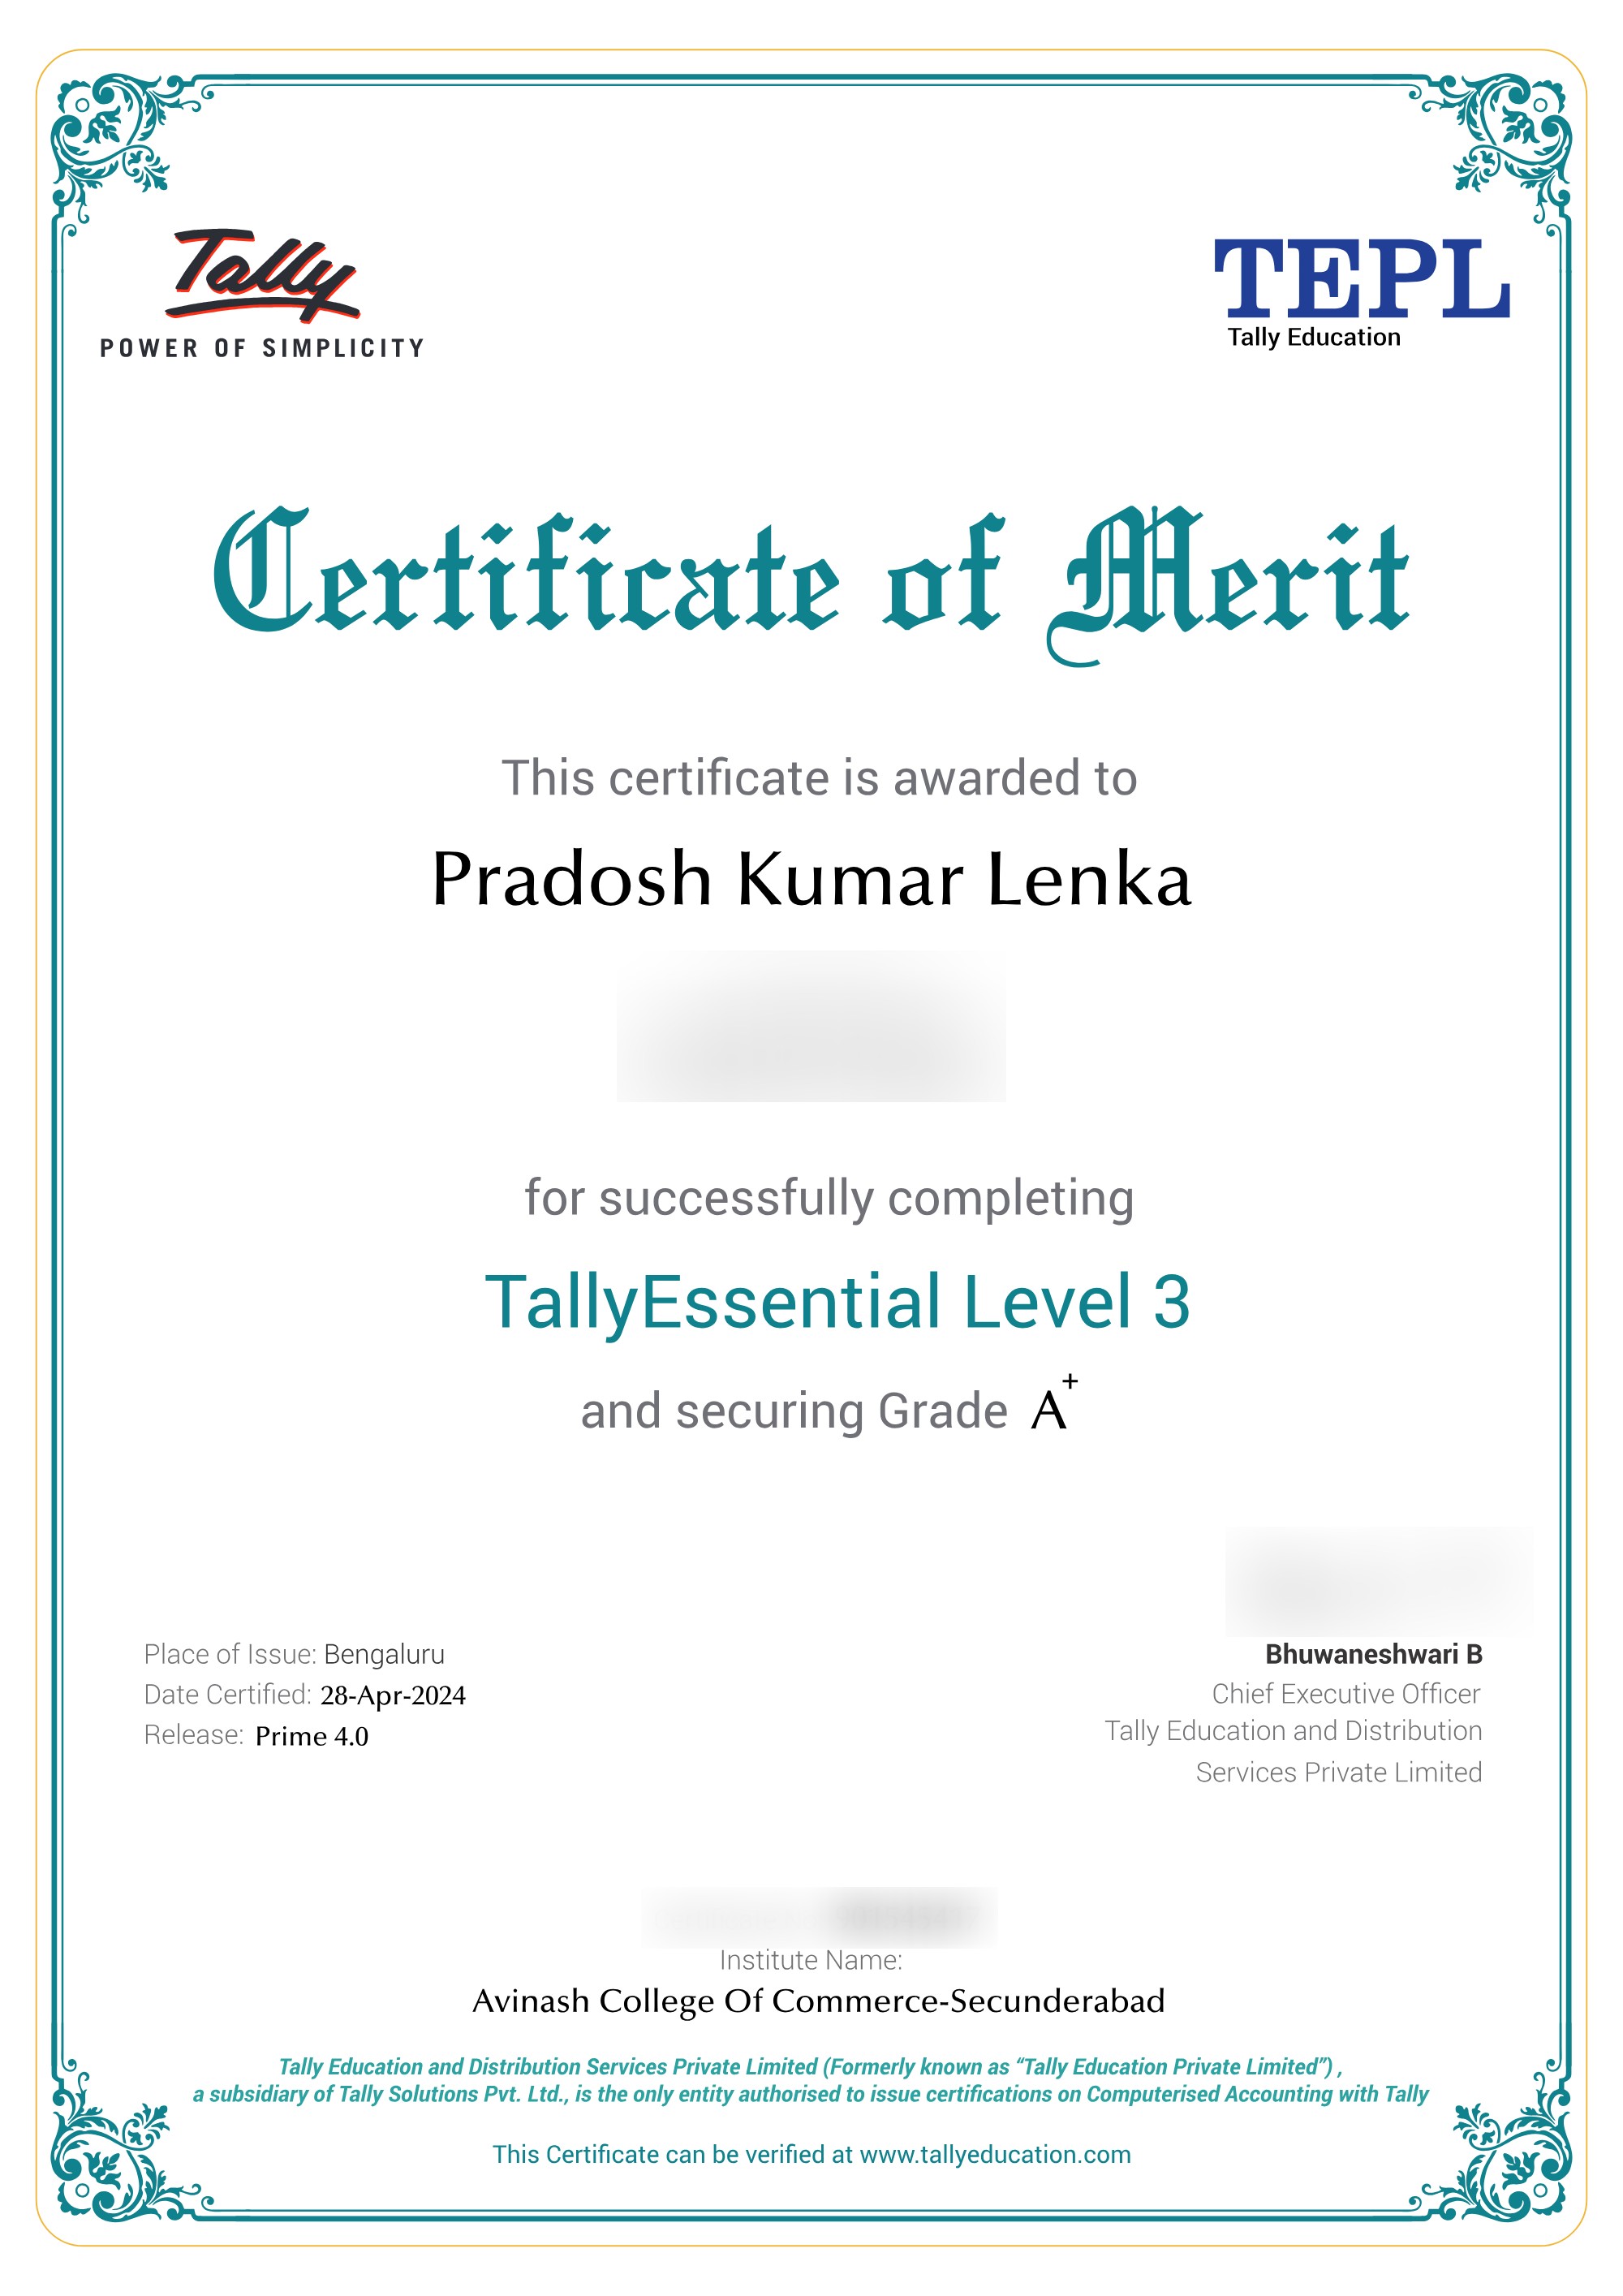 Tally
POWER OF SIMPLICITY
TEPL
Tally Education
Certificate of Merit
This certificate is awarded to
Pradosh Kumar Lenka
for successfully completing
TallyEssential Level 3
and securing Grade A+
Place of Issue: Bengaluru
Date Certified: 28-Apr-2024
Release: Prime 4.0
Bhuwaneshwari B
Chief Executive Officer
Tally Education and Distribution
Services Private Limited
Institute Name:
Avinash College Of Commerce-Secunderabad
Tally Education and Distribution Services Private Limited (Formerly known as “Tally Education Private Limited”) ,
a subsidiary of Tally Solutions Pvt. Ltd., is the only entity authorised to issue certifications on Computerised Accounting with Tally
This Certificate can be verified at www.tallyeducation.com